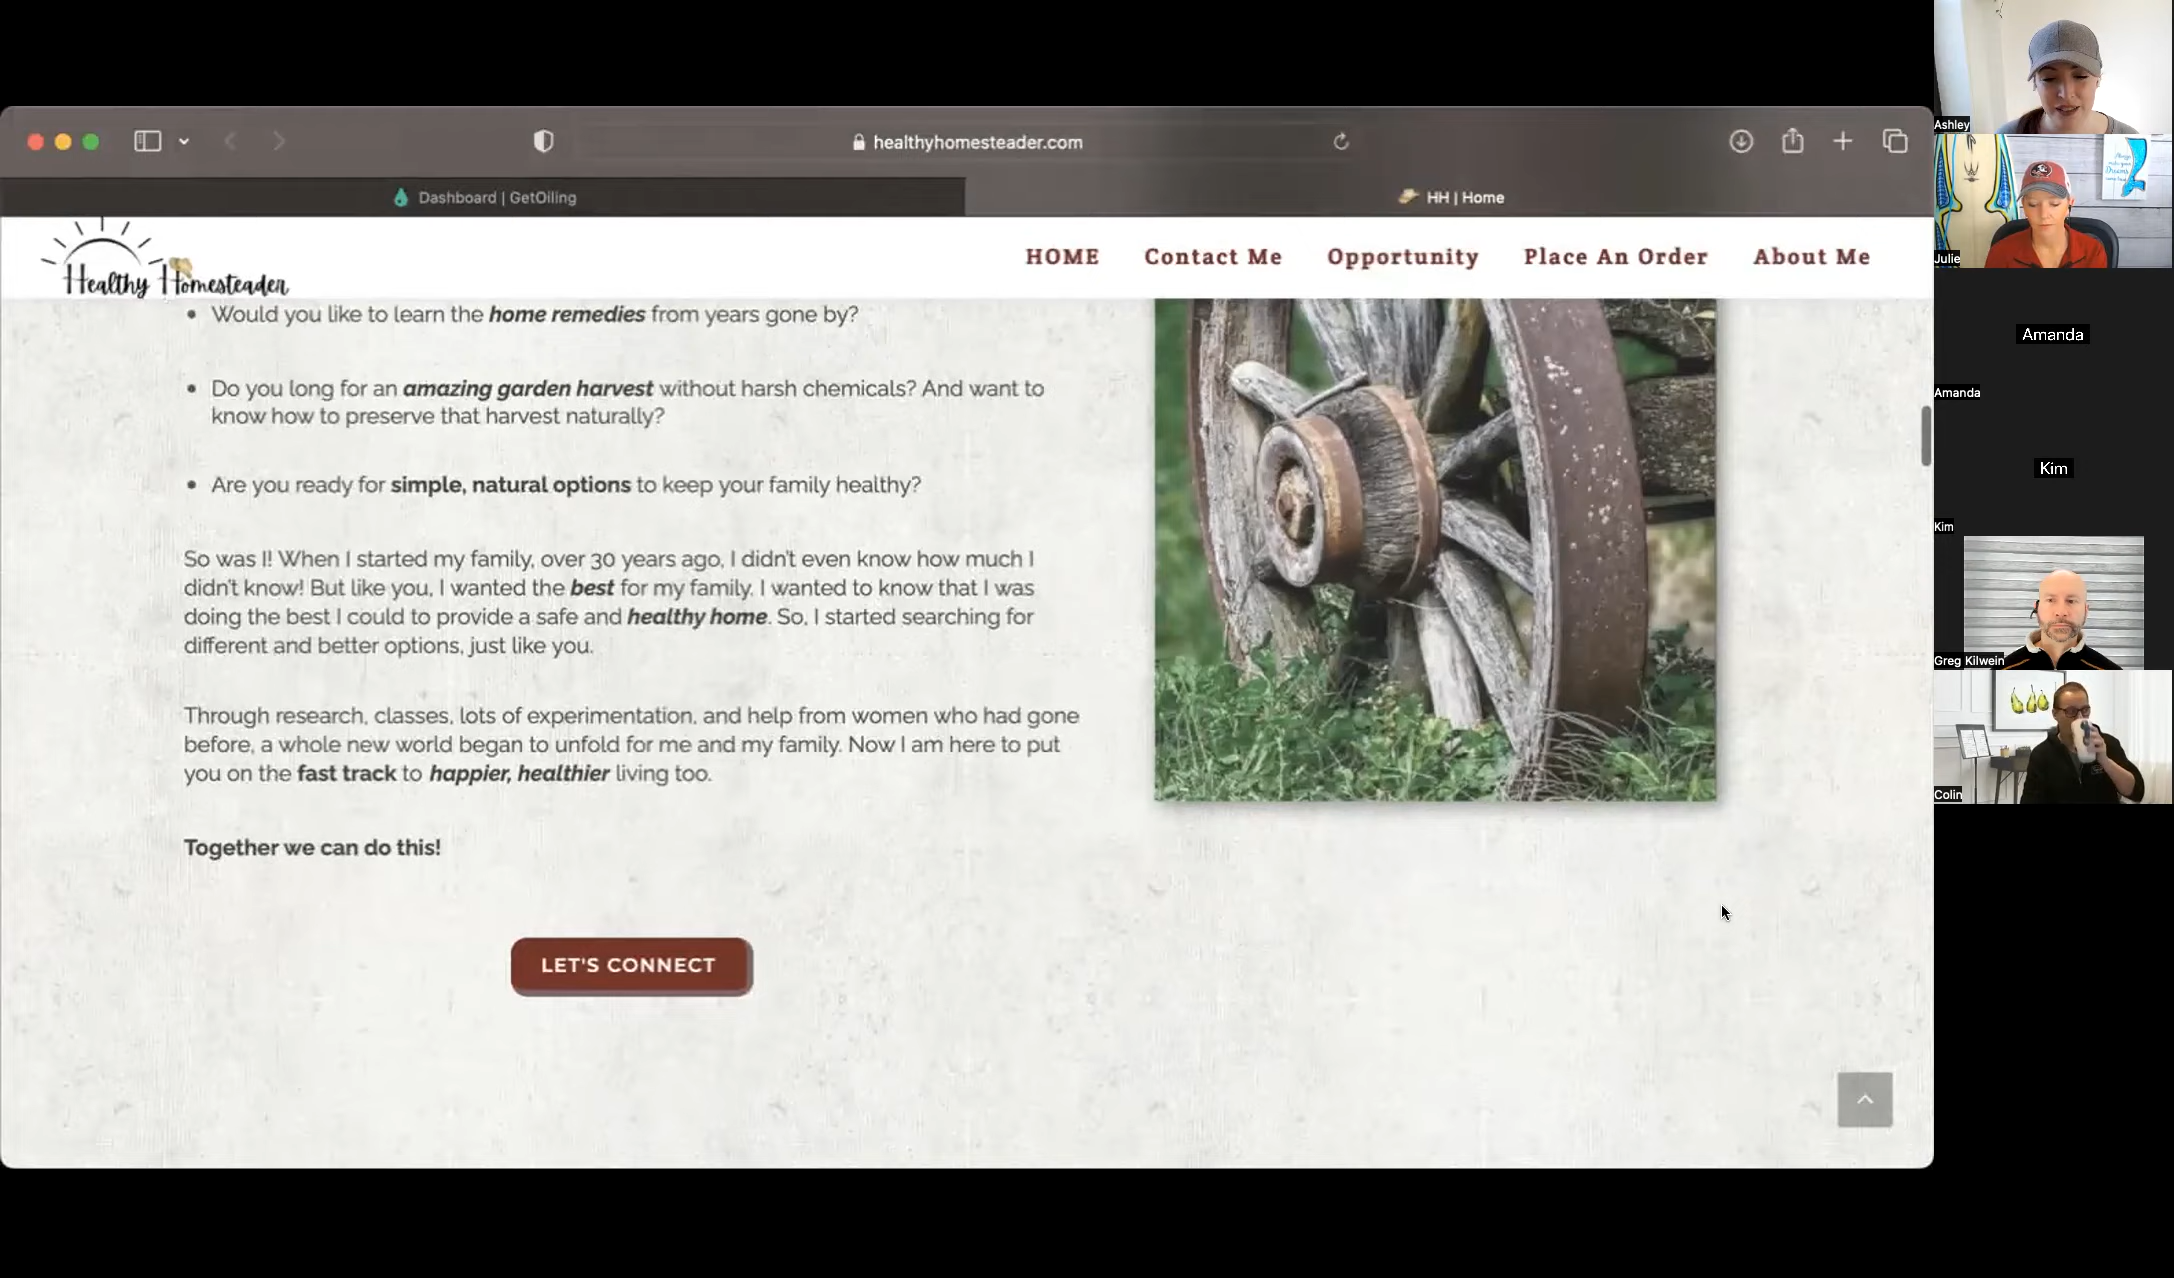 healthyhomesteader.com
Dashboard | GetOiling
HH | Home
Healthy Homesteader
HOME
Contact Me
Opportunity
Place An Order
About Me
• Would you like to learn the home remedies from years gone by?
• Do you long for an amazing garden harvest without harsh chemicals? And want to
know how to preserve that harvest naturally?
• Are you ready for simple, natural options to keep your family healthy?
So was I! When I started my family, over 30 years ago, I didn't even know how much I
didn't know! But like you, I wanted the best for my family. I wanted to know that I was
doing the best I could to provide a safe and healthy home. So, I started searching for
different and better options, just like you.
Through research, classes, lots of experimentation, and help from women who had gone
before, a whole new world began to unfold for me and my family. Now I am here to put
you on the fast track to happier, healthier living too.
Together we can do this!
LET'S CONNECT
Ashley
Julie
Amanda
Amanda
Kim
Kim
Greg Kilwein
Colin